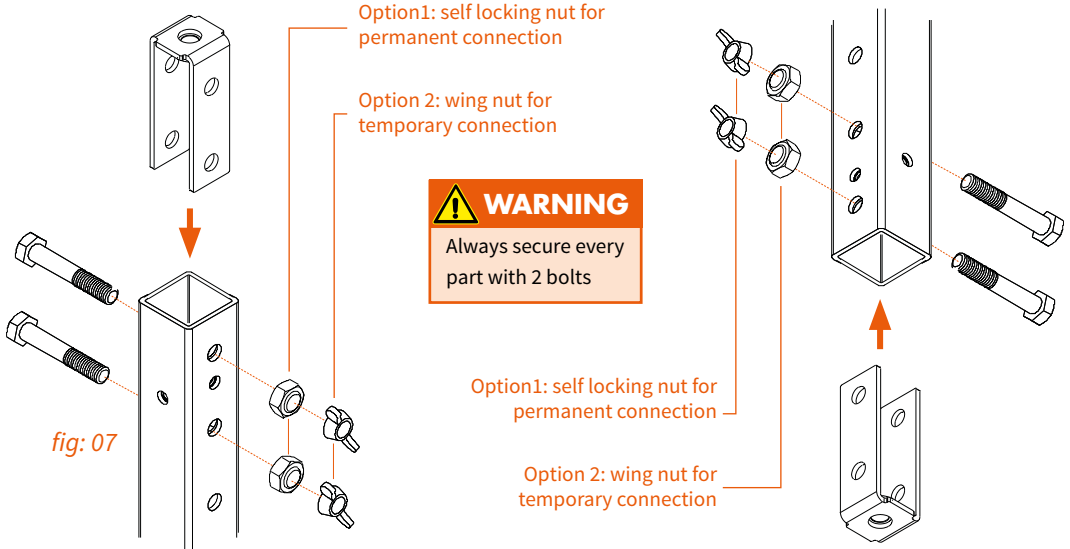 Option1: self locking nut for
permanent connection
Option 2: wing nut for
temporary connection
WARNING
Always secure every
part with 2 bolts
fig: 07
Option1: self locking nut for
permanent connection
Option 2: wing nut for
temporary connection